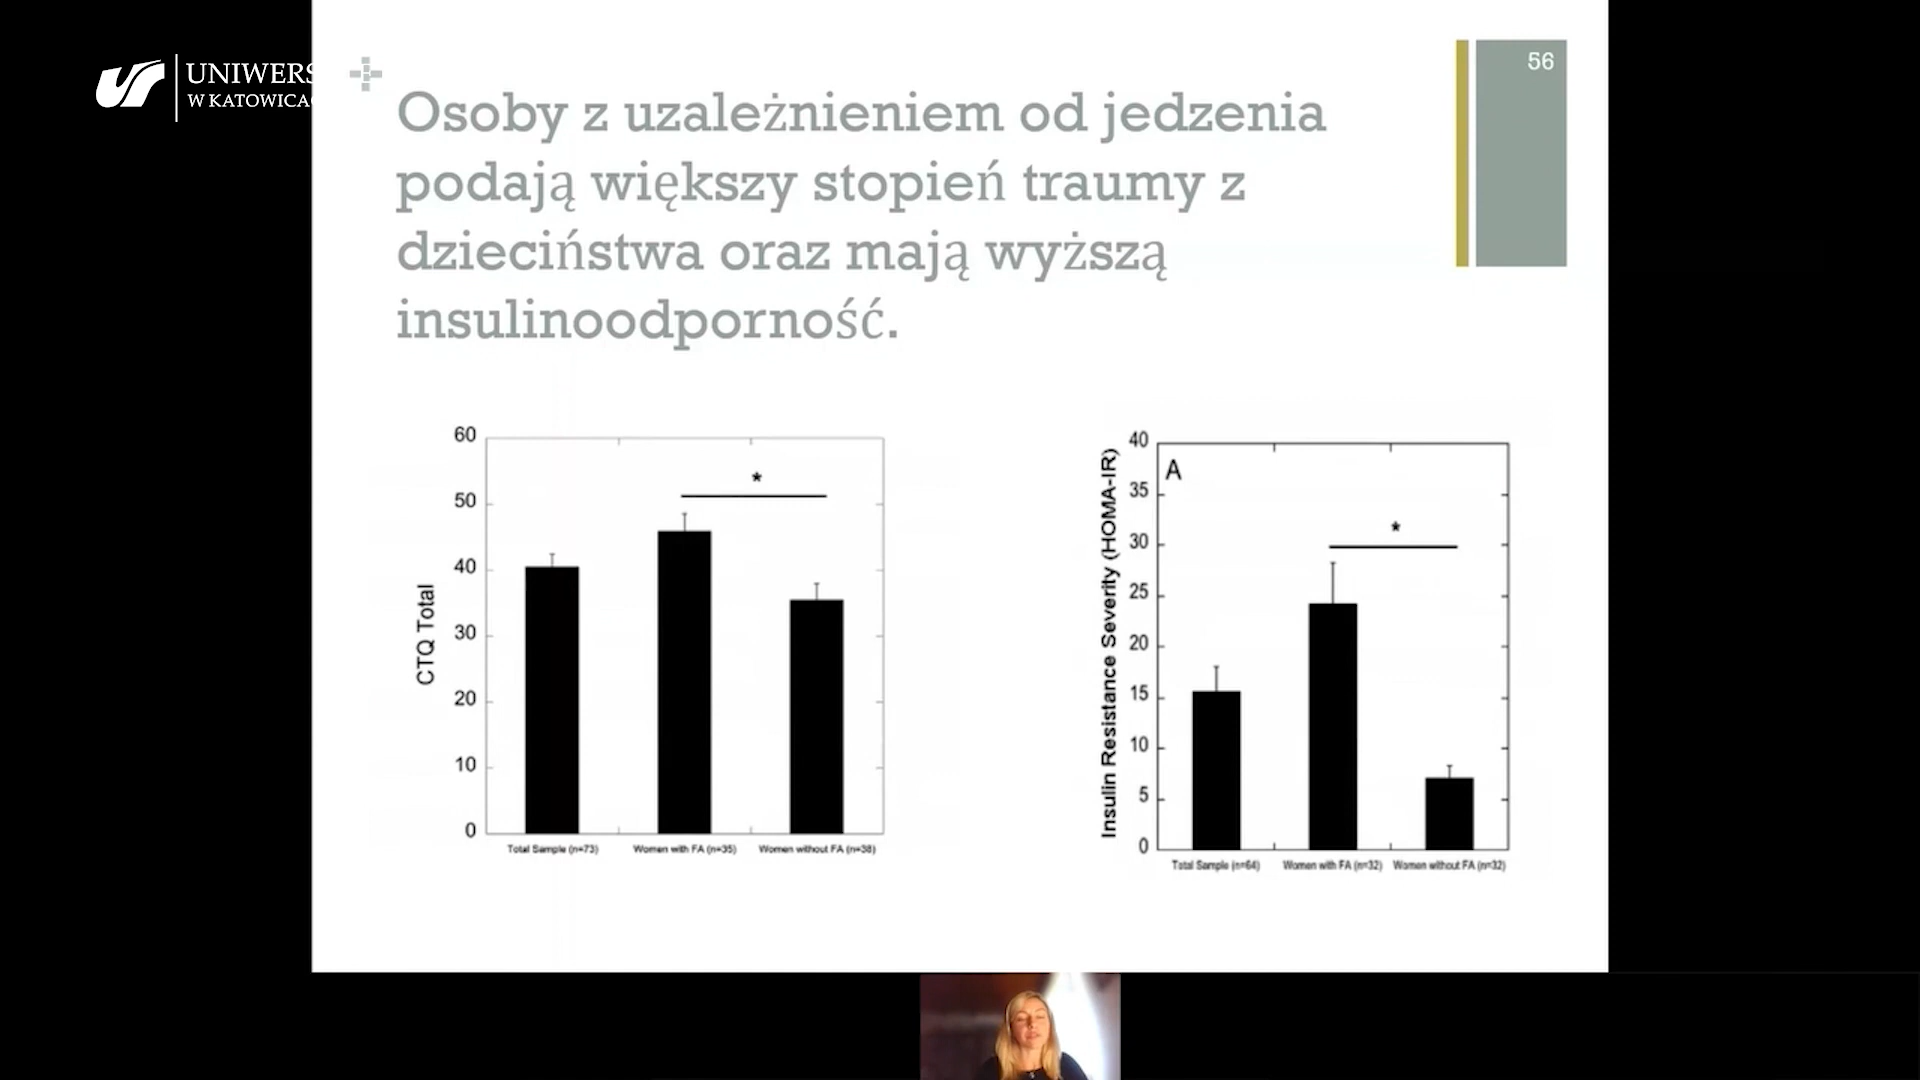 UNIWERS
W KATOWICA
56
Osoby z uzależnieniem od jedzenia
podają większy stopień traumy z
dzieciństwa oraz mają wyższą
insulinoodporność.
60
50
40
30
20
10
0
CTQ Total
*
Total Sample (n=73)
Women with FA (n=35)
Women without FA (n=38)
40
35
30
25
20
15
10
5
0
Insulin Resistance Severity (HOMA-IR)
A
*
Total Sample (n=64)
Women with FA (n=32)
Women without FA (n=32)